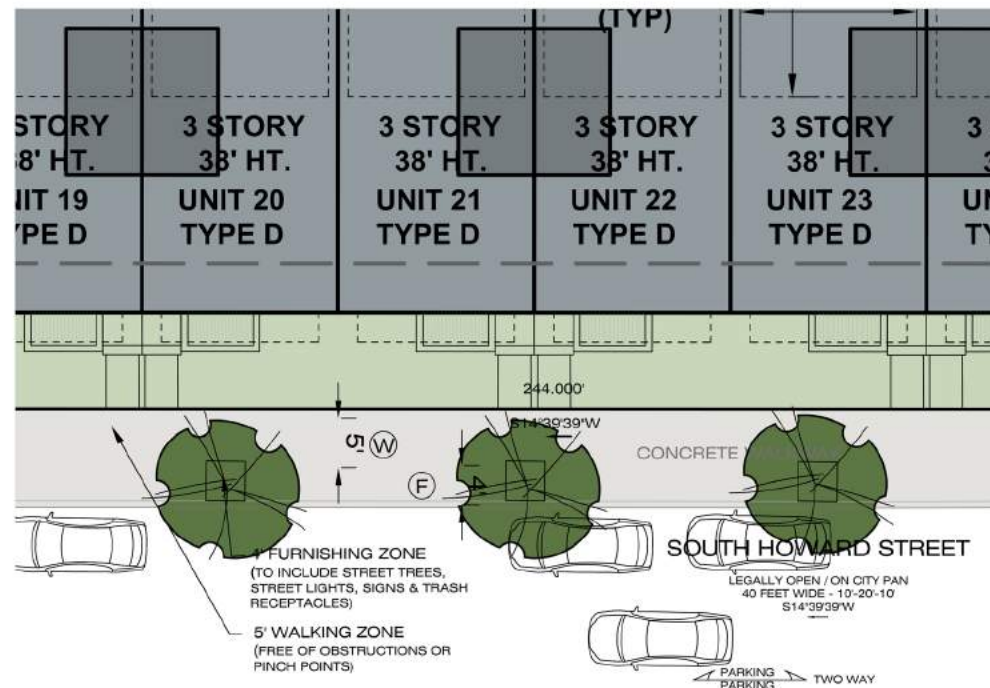 (TYP)
STORY
8' HT.
NIT 19
YPE D
3 STORY
38' HT.
UNIT 20
TYPE D
3 STORY
38' HT.
UNIT 21
TYPE D
3 STORY
38' HT.
UNIT 22
TYPE D
3 STORY
38' HT.
UNIT 23
TYPE D
3
244.000'
S14°39'39"W
5' W
F 4'
CONCRETE WALKWAY
4' FURNISHING ZONE
(TO INCLUDE STREET TREES,
STREET LIGHTS, SIGNS & TRASH
RECEPTACLES)
5' WALKING ZONE
(FREE OF OBSTRUCTIONS OR
PINCH POINTS)
SOUTH HOWARD STREET
LEGALLY OPEN / ON CITY PAN
40 FEET WIDE - 10'-20'-10'
S14°39'39"W
PARKING
PARKING
TWO WAY